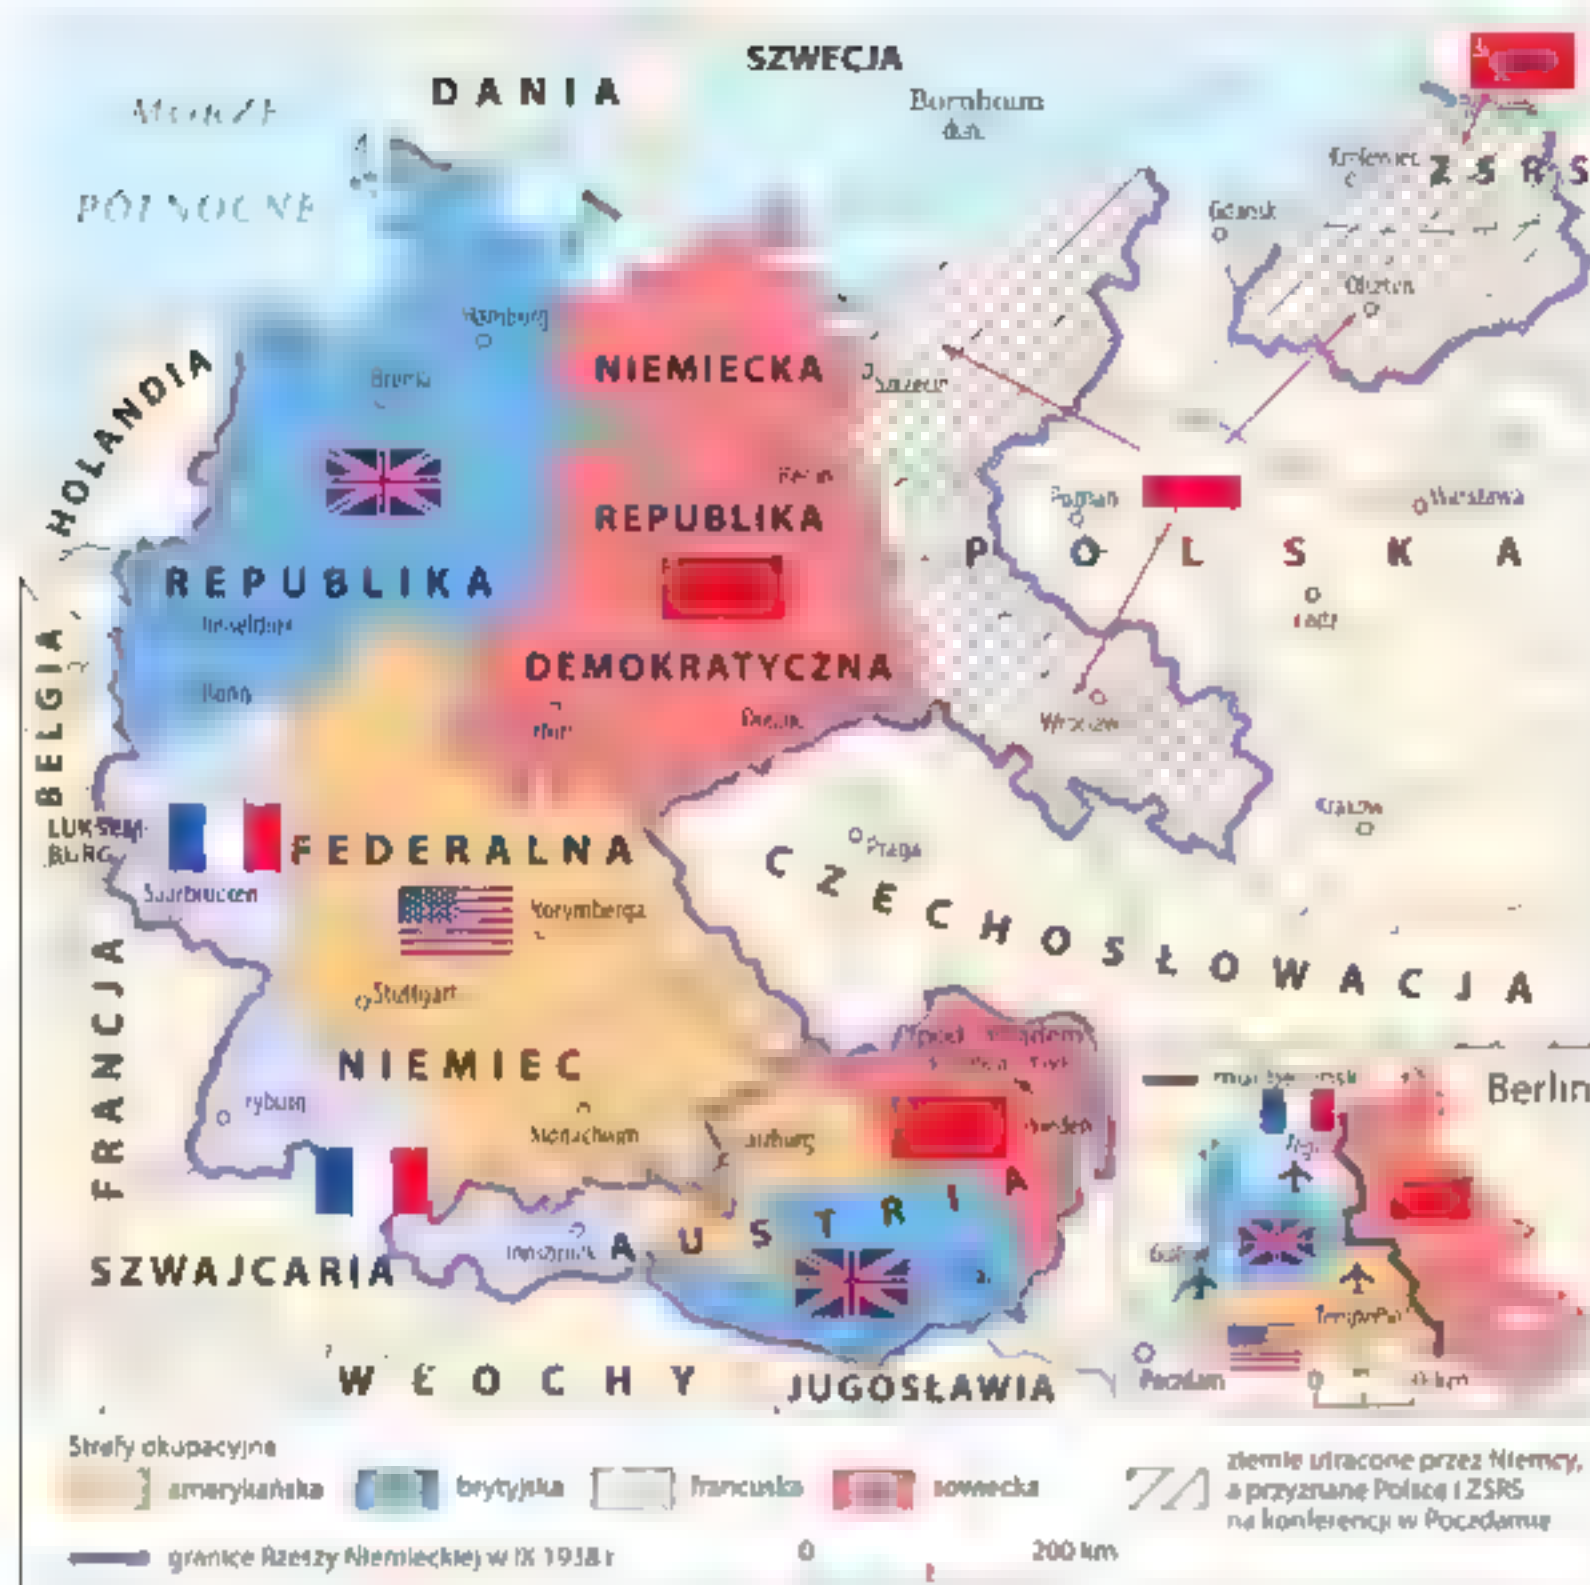 SZWECJA
DANIA
MORZE
PÓŁNOCNE
Bornholm
duń.
ZSRS
Gdańsk
Olsztyn
Hamburg
HOLANDIA
NIEMIECKA
Szczecin
Brema
Berlin
REPUBLIKA
Poznań
Warszawa
POLSKA
REPUBLIKA
Łódź
BELGIA
DEMOKRATYCZNA
Bonn
Wrocław
Kraków
LUKSEM-
BURG
FEDERALNA
Praga
CZECHOSŁOWACJA
Saarbrücken
Norymberga
FRANCJA
Stuttgart
NIEMIEC
Monachium
Berlin
AUSTRIA
Innsbruck
SZWAJCARIA
Poczdam
WŁOCHY
JUGOSŁAWIA
Strefy okupacyjne
amerykańska
brytyjska
francuska
sowiecka
ziemie utracone przez Niemcy,
a przyznane Polsce i ZSRS
na konferencji w Poczdamie
granice Rzeszy Niemieckiej w IX 1938 r
0 200 km